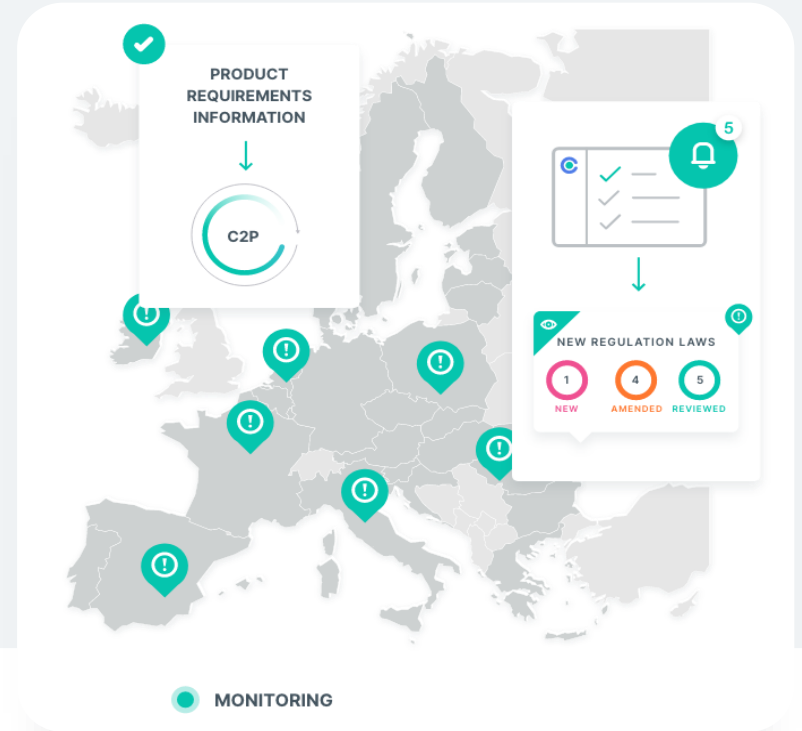 PRODUCT
REQUIREMENTS
INFORMATION
C2P
5
NEW REGULATION LAWS
1 4 5
NEW AMENDED REVIEWED
MONITORING